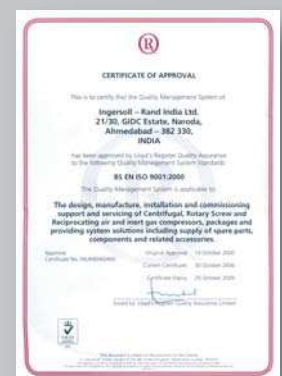 R
CERTIFICATE OF APPROVAL
This is to certify that the Quality Management System of:
Ingersoll – Rand India Ltd.
21/30, GIDC Estate, Naroda,
Ahmedabad – 382 330,
INDIA
has been approved by Lloyd's Register Quality Assurance
to the following Quality Management System Standards:
BS EN ISO 9001:2000
The Quality Management System is applicable to:
The design, manufacture, installation and commissioning
support and servicing of Centrifugal, Rotary Screw and
Reciprocating air and inert gas compressors, packages and
providing system solutions including supply of spare parts,
components and related accessories.
Approval
Certificate No.
Original Approval
Current Certificate
Certificate Expiry
Issued by: Lloyd's Register Quality Assurance Limited